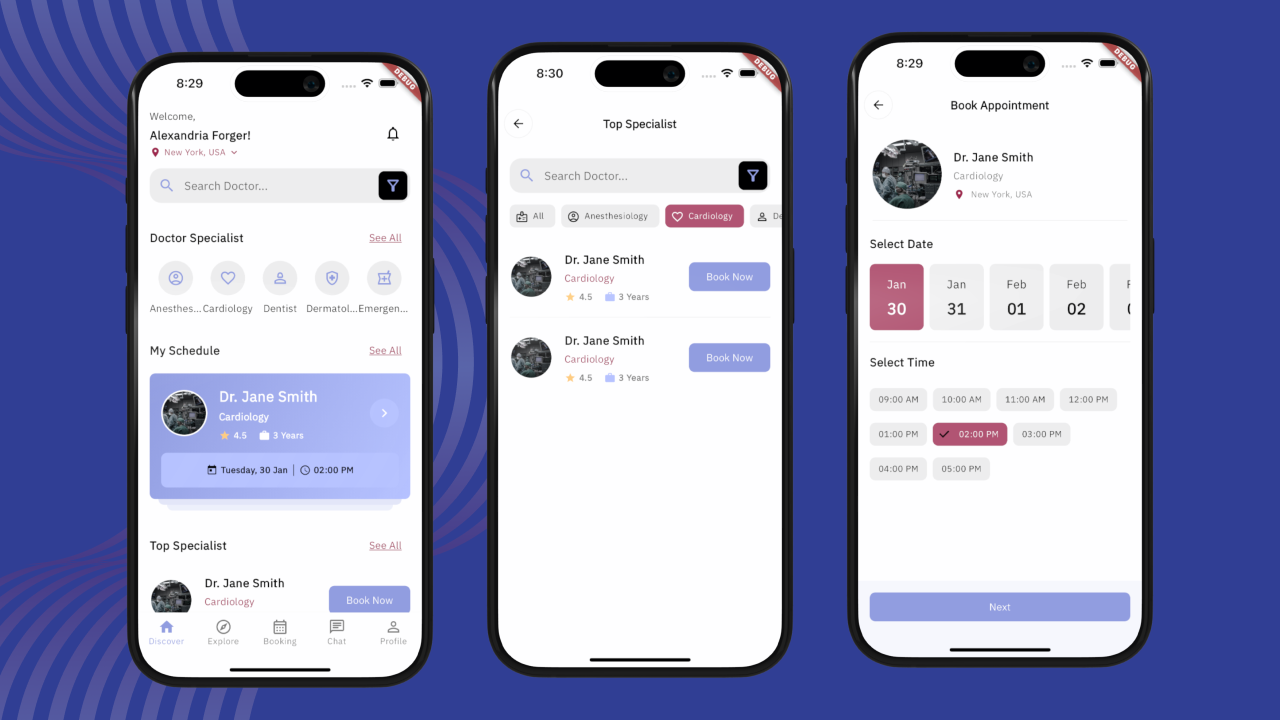 8:29
DEBUG
Welcome,
Alexandria Forger!
New York, USA
Search Doctor...
Doctor Specialist See All
Anesthes... Cardiology Dentist Dermatol... Emergen...
My Schedule See All
Dr. Jane Smith
Cardiology
4.5 3 Years
Tuesday, 30 Jan | 02:00 PM
Top Specialist See All
Dr. Jane Smith
Cardiology
Book Now
Discover Explore Booking Chat Profile
8:30
DEBUG
Top Specialist
Search Doctor...
All Anesthesiology Cardiology De
Dr. Jane Smith
Cardiology
4.5 3 Years
Book Now
Dr. Jane Smith
Cardiology
4.5 3 Years
Book Now
8:29
DEBUG
Book Appointment
Dr. Jane Smith
Cardiology
New York, USA
Select Date
Jan Jan Feb Feb
30 31 01 02
Select Time
09:00 AM 10:00 AM 11:00 AM 12:00 PM
01:00 PM 02:00 PM 03:00 PM
04:00 PM 05:00 PM
Next